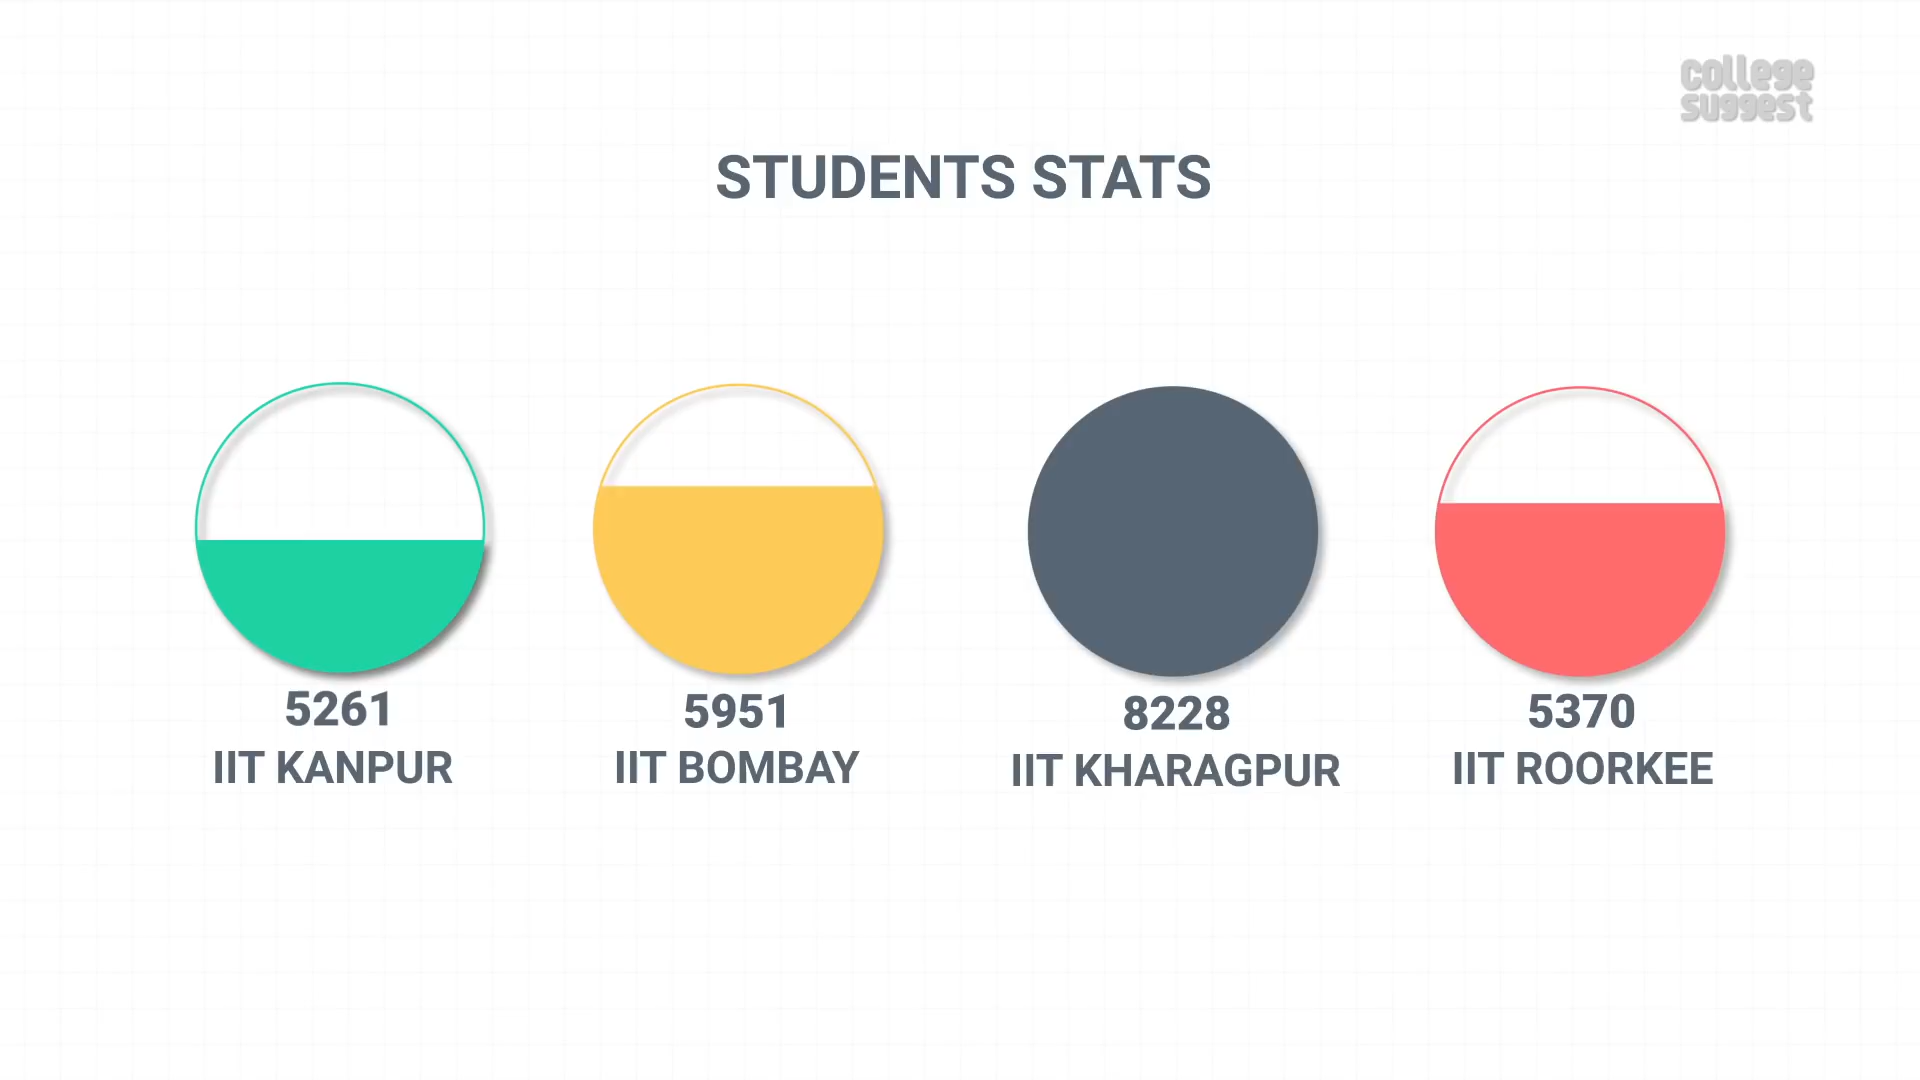 college
suggest
STUDENTS STATS
5261
IIT KANPUR
5951
IIT BOMBAY
8228
IIT KHARAGPUR
5370
IIT ROORKEE